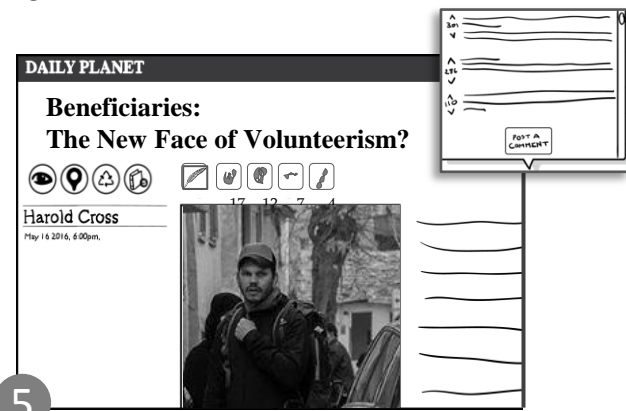 DAILY PLANET
Beneficiaries:
The New Face of Volunteerism?
17 12 7 4
Harold Cross
May 16 2016, 6:00pm,
301
286
110
POST A
COMMENT
5